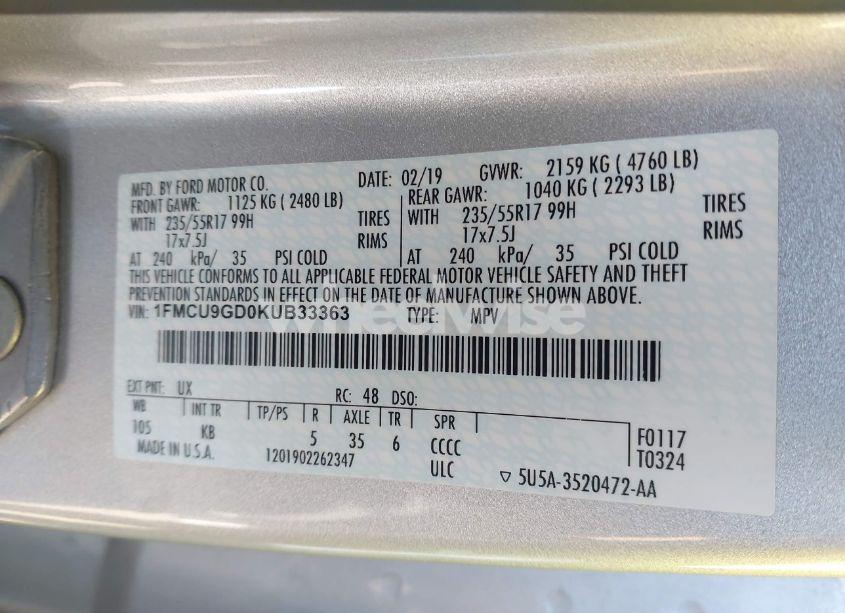 MFD. BY FORD MOTOR CO.
DATE: 02/19 GVWR: 2159 KG ( 4760 LB)
FRONT GAWR: 1125 KG ( 2480 LB)
WITH 235/55R17 99H TIRES
17x7.5J RIMS
AT 240 kPa/ 35 PSI COLD
REAR GAWR: 1040 KG ( 2293 LB)
WITH 235/55R17 99H TIRES
17x7.5J RIMS
AT 240 kPa/ 35 PSI COLD
THIS VEHICLE CONFORMS TO ALL APPLICABLE FEDERAL MOTOR VEHICLE SAFETY AND THEFT
PREVENTION STANDARDS IN EFFECT ON THE DATE OF MANUFACTURE SHOWN ABOVE.
VIN: 1FMCU9GD0KUB33363 TYPE: MPV
wheelwise
EXT PNT: UX RC: 48 DSO:
WB INT TR TP/PS R AXLE TR SPR
105 KB 5 35 6 CCCC
MADE IN U.S.A. 1201902262347 ULC
F0117
T0324
▽ 5U5A-3520472-AA